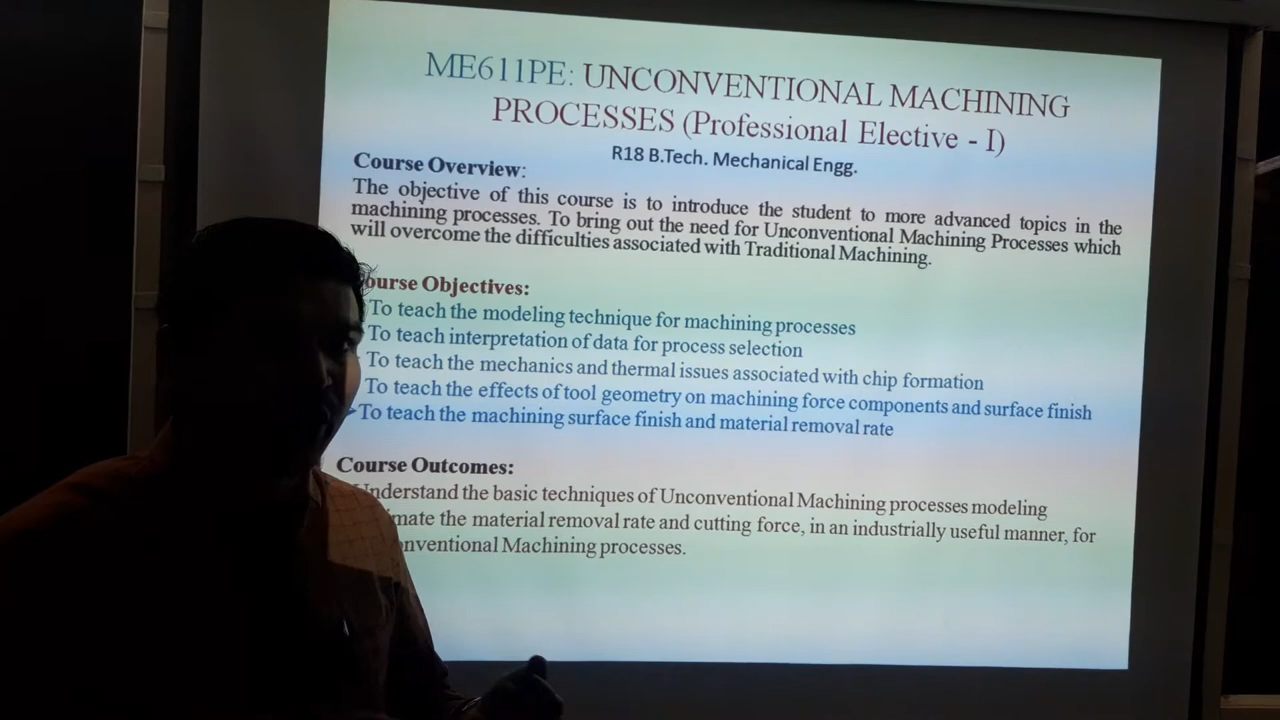 ME611PE: UNCONVENTIONAL MACHINING
PROCESSES (Professional Elective - I)
R18 B.Tech. Mechanical Engg.
Course Overview:
The objective of this course is to introduce the student to more advanced topics in the
machining processes. To bring out the need for Unconventional Machining Processes which
will overcome the difficulties associated with Traditional Machining.
ourse Objectives:
To teach the modeling technique for machining processes
To teach interpretation of data for process selection
To teach the mechanics and thermal issues associated with chip formation
To teach the effects of tool geometry on machining force components and surface finish
➢To teach the machining surface finish and material removal rate
Course Outcomes:
Understand the basic techniques of Unconventional Machining processes modeling
mate the material removal rate and cutting force, in an industrially useful manner, for
nventional Machining processes.